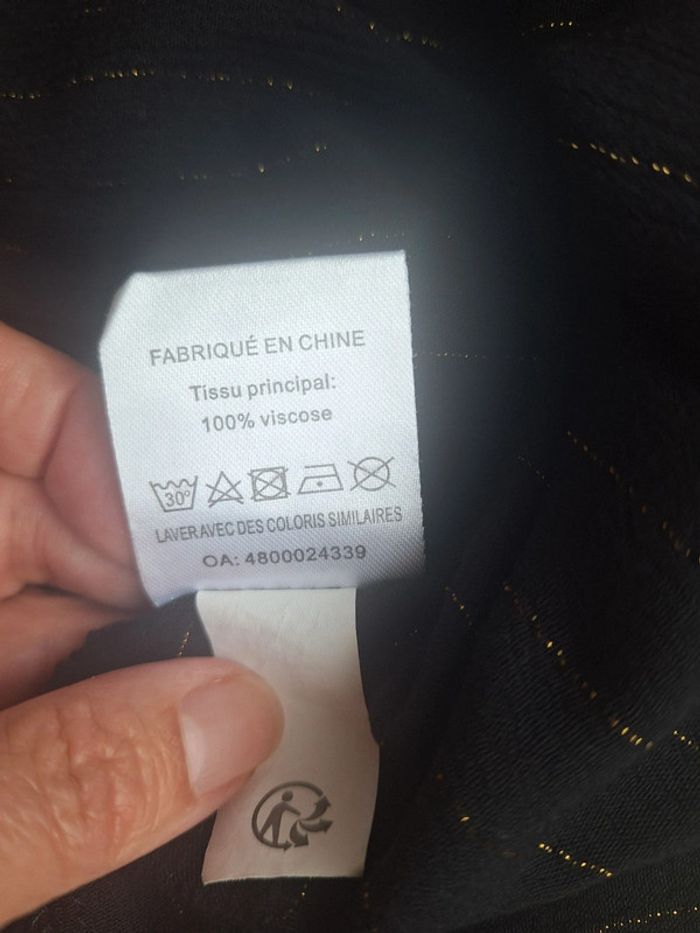 FABRIQUÉ EN CHINE
Tissu principal:
100% viscose
30°
LAVER AVEC DES COLORIS SIMILAIRES
OA: 4800024339